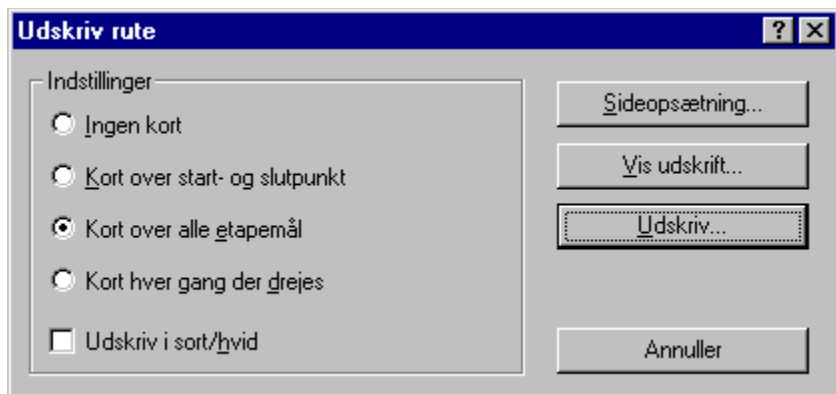 Udskriv rute
Indstillinger
Ingen kort
Kort over start- og slutpunkt
Kort over alle etapemål
Kort hver gang der drejes
Udskriv i sort/hvid
Sideopsætning...
Vis udskrift...
Udskriv...
Annuller